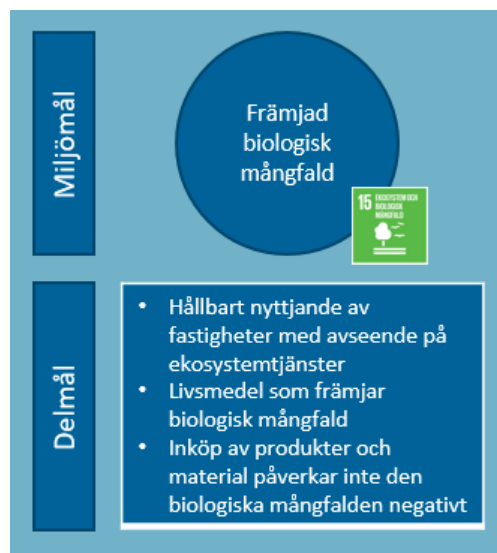 Miljömål
Främjad
biologisk
mångfald
15 EKOSYSTEM OCH
BIOLOGISK
MÅNGFALD
Delmål
• Hållbart nyttjande av
fastigheter med avseende på
ekosystemtjänster
• Livsmedel som främjar
biologisk mångfald
• Inköp av produkter och
material påverkar inte den
biologiska mångfalden negativt